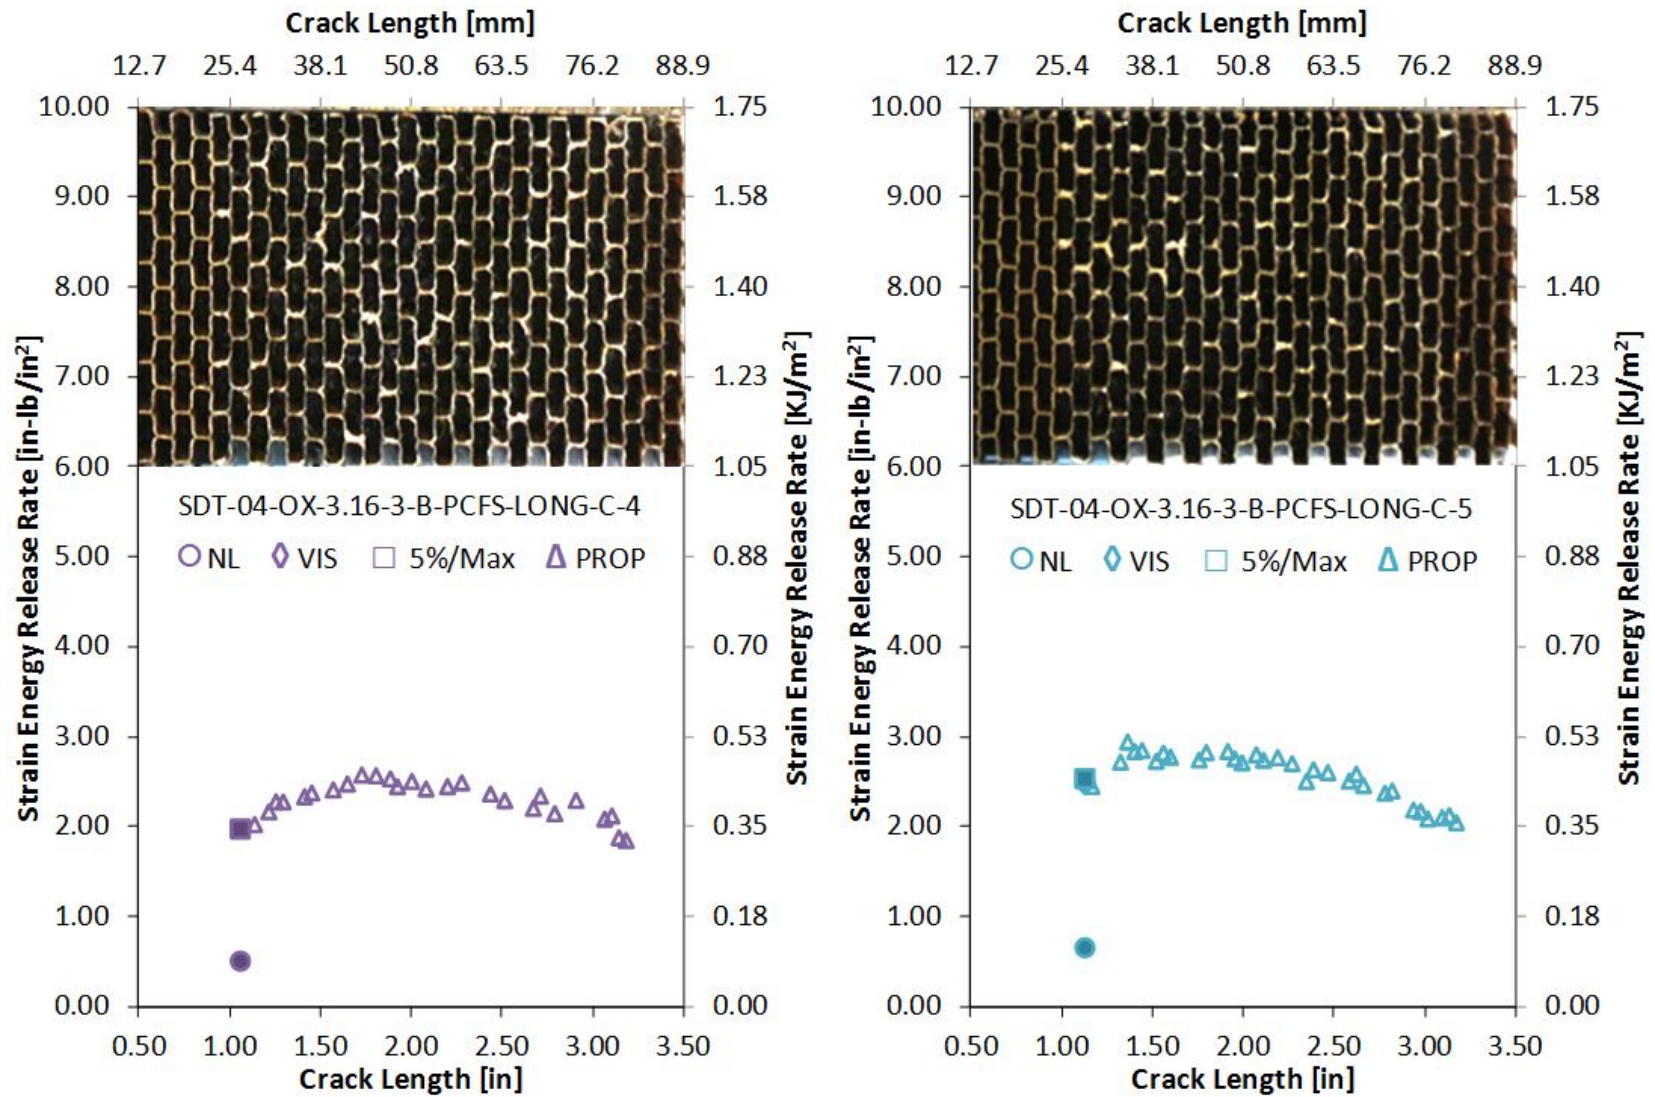 Crack Length [mm]
12.7 25.4 38.1 50.8 63.5 76.2 88.9
Strain Energy Release Rate [in-lb/in²]
10.00
9.00
8.00
7.00
6.00
5.00
4.00
3.00
2.00
1.00
0.00
SDT-04-OX-3.16-3-B-PCFS-LONG-C-4
NL VIS 5%/Max PROP
1.75
1.58
1.40
1.23
1.05
0.88
0.70
0.53
0.35
0.18
0.00
Strain Energy Release Rate [KJ/m²]
0.50 1.00 1.50 2.00 2.50 3.00 3.50
Crack Length [in]
Crack Length [mm]
12.7 25.4 38.1 50.8 63.5 76.2 88.9
Strain Energy Release Rate [in-lb/in²]
10.00
9.00
8.00
7.00
6.00
5.00
4.00
3.00
2.00
1.00
0.00
SDT-04-OX-3.16-3-B-PCFS-LONG-C-5
NL VIS 5%/Max PROP
1.75
1.58
1.40
1.23
1.05
0.88
0.70
0.53
0.35
0.18
0.00
Strain Energy Release Rate [KJ/m²]
0.50 1.00 1.50 2.00 2.50 3.00 3.50
Crack Length [in]